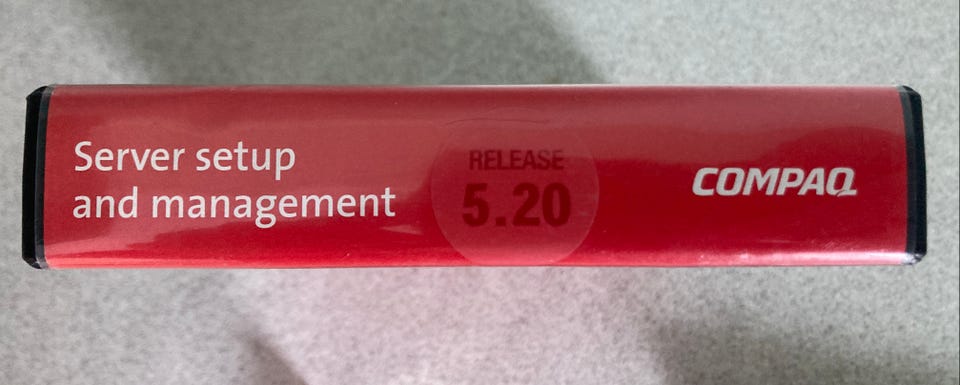 Server setup
and management
RELEASE
5.20
COMPAQ